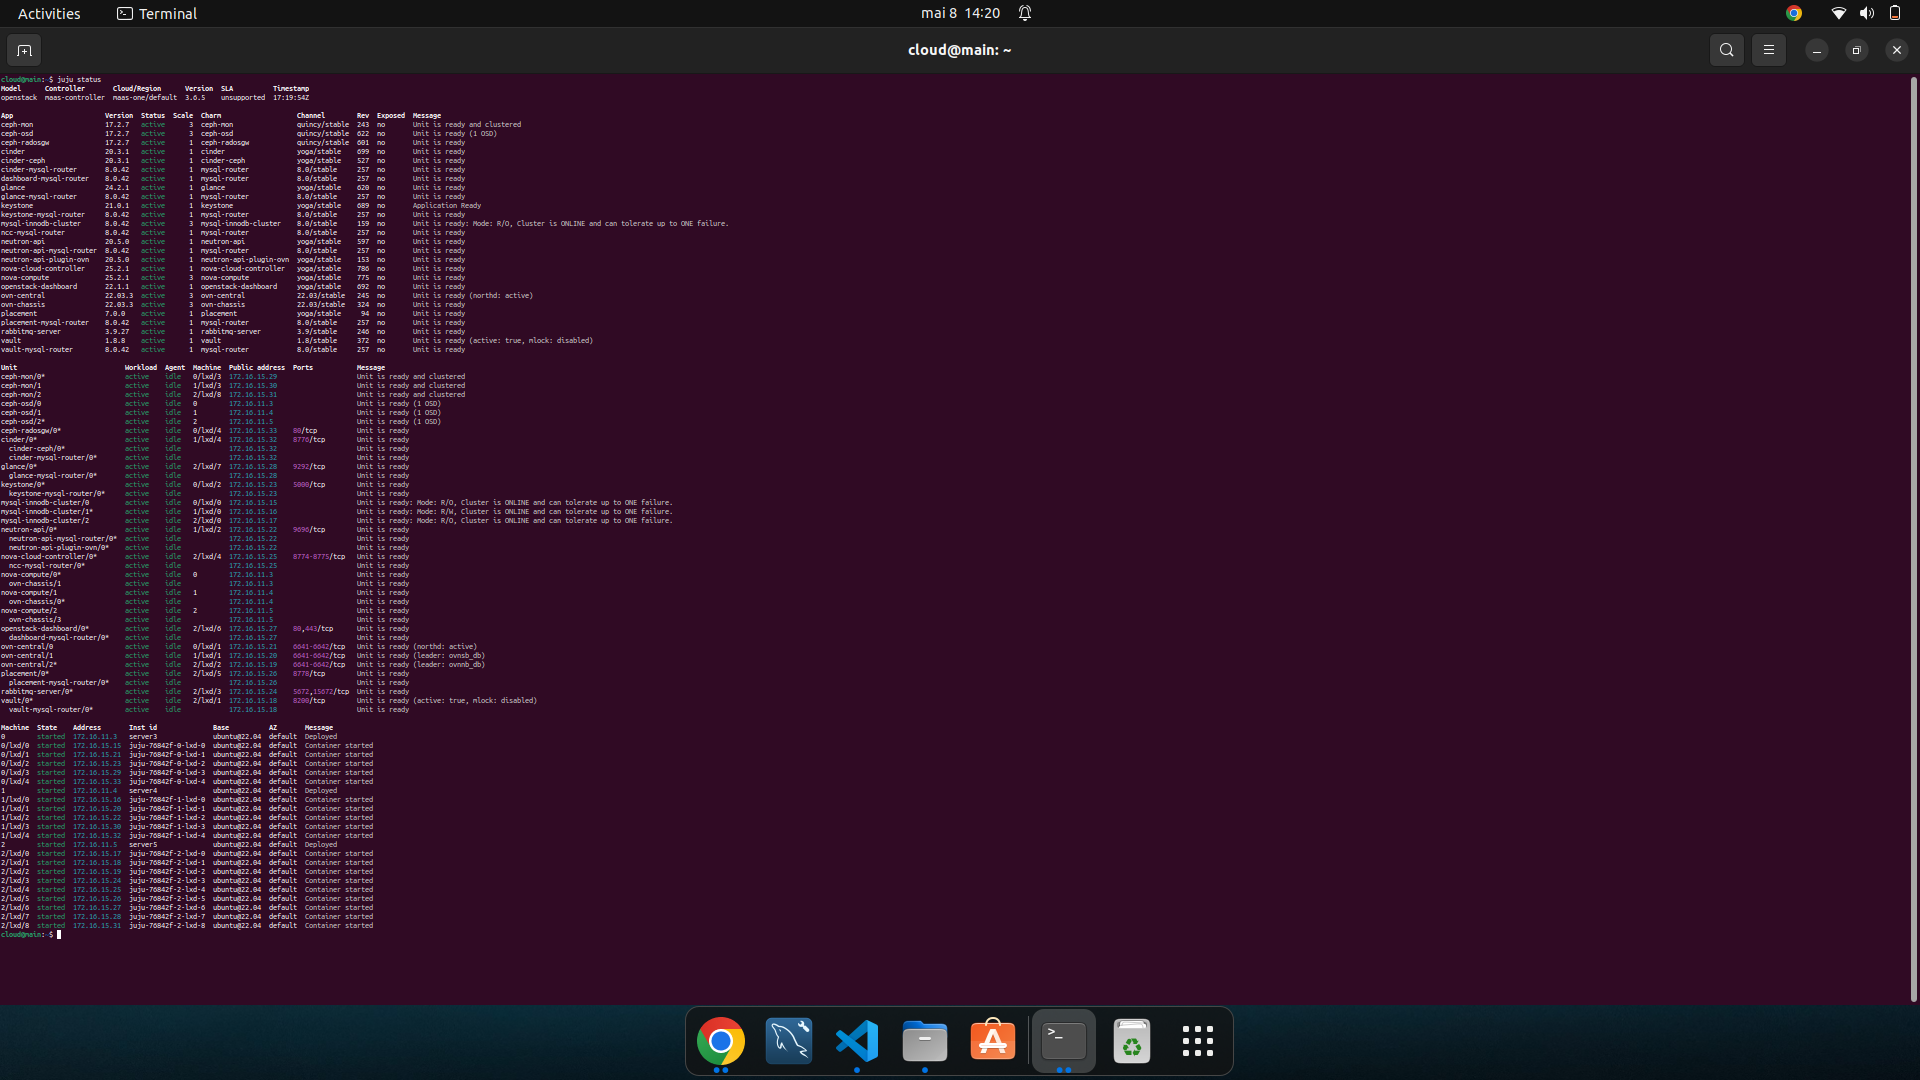 Activities Terminal mai 8 14:20
cloud@main: ~
cloud@main:~$ juju status
Model Controller Cloud/Region Version SLA Timestamp
openstack maas-controller maas-one/default 3.6.5 unsupported 17:19:54Z
App Version Status Scale Charm Channel Rev Exposed Message
ceph-mon 17.2.7 active 3 ceph-mon quincy/stable 243 no Unit is ready and clustered
ceph-osd 17.2.7 active 3 ceph-osd quincy/stable 622 no Unit is ready (1 OSD)
ceph-radosgw 17.2.7 active 1 ceph-radosgw quincy/stable 601 no Unit is ready
cinder 20.3.1 active 1 cinder yoga/stable 699 no Unit is ready
cinder-ceph 20.3.1 active 1 cinder-ceph yoga/stable 527 no Unit is ready
cinder-mysql-router 8.0.42 active 1 mysql-router 8.0/stable 257 no Unit is ready
dashboard-mysql-router 8.0.42 active 1 mysql-router 8.0/stable 257 no Unit is ready
glance 24.2.1 active 1 glance yoga/stable 620 no Unit is ready
glance-mysql-router 8.0.42 active 1 mysql-router 8.0/stable 257 no Unit is ready
keystone 21.0.1 active 1 keystone yoga/stable 689 no Application Ready
keystone-mysql-router 8.0.42 active 1 mysql-router 8.0/stable 257 no Unit is ready
mysql-innodb-cluster 8.0.42 active 3 mysql-innodb-cluster 8.0/stable 159 no Unit is ready: Mode: R/O, Cluster is ONLINE and can tolerate up to ONE failure.
ncc-mysql-router 8.0.42 active 1 mysql-router 8.0/stable 257 no Unit is ready
neutron-api 20.5.0 active 1 neutron-api yoga/stable 597 no Unit is ready
neutron-api-mysql-router 8.0.42 active 1 mysql-router 8.0/stable 257 no Unit is ready
neutron-api-plugin-ovn 20.5.0 active 1 neutron-api-plugin-ovn yoga/stable 153 no Unit is ready
nova-cloud-controller 25.2.1 active 1 nova-cloud-controller yoga/stable 786 no Unit is ready
nova-compute 25.2.1 active 3 nova-compute yoga/stable 775 no Unit is ready
openstack-dashboard 22.1.1 active 1 openstack-dashboard yoga/stable 692 no Unit is ready
ovn-central 22.03.3 active 3 ovn-central 22.03/stable 245 no Unit is ready (northd: active)
ovn-chassis 22.03.3 active 3 ovn-chassis 22.03/stable 324 no Unit is ready
placement 7.0.0 active 1 placement yoga/stable 94 no Unit is ready
placement-mysql-router 8.0.42 active 1 mysql-router 8.0/stable 257 no Unit is ready
rabbitmq-server 3.9.27 active 1 rabbitmq-server 3.9/stable 246 no Unit is ready
vault 1.8.8 active 1 vault 1.8/stable 372 no Unit is ready (active: true, mlock: disabled)
vault-mysql-router 8.0.42 active 1 mysql-router 8.0/stable 257 no Unit is ready
Unit Workload Agent Machine Public address Ports Message
ceph-mon/0* active idle 0/lxd/3 172.16.15.29 Unit is ready and clustered
ceph-mon/1 active idle 1/lxd/3 172.16.15.30 Unit is ready and clustered
ceph-mon/2 active idle 2/lxd/8 172.16.15.31 Unit is ready and clustered
ceph-osd/0 active idle 0 172.16.11.3 Unit is ready (1 OSD)
ceph-osd/1 active idle 1 172.16.11.4 Unit is ready (1 OSD)
ceph-osd/2* active idle 2 172.16.11.5 Unit is ready (1 OSD)
ceph-radosgw/0* active idle 0/lxd/4 172.16.15.33 80/tcp Unit is ready
cinder/0* active idle 1/lxd/4 172.16.15.32 8776/tcp Unit is ready
cinder-ceph/0* active idle 172.16.15.32 Unit is ready
cinder-mysql-router/0* active idle 172.16.15.32 Unit is ready
glance/0* active idle 2/lxd/7 172.16.15.28 9292/tcp Unit is ready
glance-mysql-router/0* active idle 172.16.15.28 Unit is ready
keystone/0* active idle 0/lxd/2 172.16.15.23 5000/tcp Unit is ready
keystone-mysql-router/0* active idle 172.16.15.23 Unit is ready
mysql-innodb-cluster/0 active idle 0/lxd/0 172.16.15.15 Unit is ready: Mode: R/O, Cluster is ONLINE and can tolerate up to ONE failure.
mysql-innodb-cluster/1* active idle 1/lxd/0 172.16.15.16 Unit is ready: Mode: R/W, Cluster is ONLINE and can tolerate up to ONE failure.
mysql-innodb-cluster/2 active idle 2/lxd/0 172.16.15.17 Unit is ready: Mode: R/O, Cluster is ONLINE and can tolerate up to ONE failure.
neutron-api/0* active idle 1/lxd/2 172.16.15.22 9696/tcp Unit is ready
neutron-api-mysql-router/0* active idle 172.16.15.22 Unit is ready
neutron-api-plugin-ovn/0* active idle 172.16.15.22 Unit is ready
nova-cloud-controller/0* active idle 2/lxd/4 172.16.15.25 8774-8775/tcp Unit is ready
ncc-mysql-router/0* active idle 172.16.15.25 Unit is ready
nova-compute/0* active idle 0 172.16.11.3 Unit is ready
ovn-chassis/1 active idle 172.16.11.3 Unit is ready
nova-compute/1 active idle 1 172.16.11.4 Unit is ready
ovn-chassis/0* active idle 172.16.11.4 Unit is ready
nova-compute/2 active idle 2 172.16.11.5 Unit is ready
ovn-chassis/3 active idle 172.16.11.5 Unit is ready
openstack-dashboard/0* active idle 2/lxd/6 172.16.15.27 80,443/tcp Unit is ready
dashboard-mysql-router/0* active idle 172.16.15.27 Unit is ready
ovn-central/0 active idle 0/lxd/1 172.16.15.21 6641-6642/tcp Unit is ready (northd: active)
ovn-central/1 active idle 1/lxd/1 172.16.15.20 6641-6642/tcp Unit is ready (leader: ovnsb_db)
ovn-central/2* active idle 2/lxd/2 172.16.15.19 6641-6642/tcp Unit is ready (leader: ovnnb_db)
placement/0* active idle 2/lxd/5 172.16.15.26 8778/tcp Unit is ready
placement-mysql-router/0* active idle 172.16.15.26 Unit is ready
rabbitmq-server/0* active idle 2/lxd/3 172.16.15.24 5672,15672/tcp Unit is ready
vault/0* active idle 2/lxd/1 172.16.15.18 8200/tcp Unit is ready (active: true, mlock: disabled)
vault-mysql-router/0* active idle 172.16.15.18 Unit is ready
Machine State Address Inst id Base AZ Message
0 started 172.16.11.3 server3 ubuntu@22.04 default Deployed
0/lxd/0 started 172.16.15.15 juju-76842f-0-lxd-0 ubuntu@22.04 default Container started
0/lxd/1 started 172.16.15.21 juju-76842f-0-lxd-1 ubuntu@22.04 default Container started
0/lxd/2 started 172.16.15.23 juju-76842f-0-lxd-2 ubuntu@22.04 default Container started
0/lxd/3 started 172.16.15.29 juju-76842f-0-lxd-3 ubuntu@22.04 default Container started
0/lxd/4 started 172.16.15.33 juju-76842f-0-lxd-4 ubuntu@22.04 default Container started
1 started 172.16.11.4 server4 ubuntu@22.04 default Deployed
1/lxd/0 started 172.16.15.16 juju-76842f-1-lxd-0 ubuntu@22.04 default Container started
1/lxd/1 started 172.16.15.20 juju-76842f-1-lxd-1 ubuntu@22.04 default Container started
1/lxd/2 started 172.16.15.22 juju-76842f-1-lxd-2 ubuntu@22.04 default Container started
1/lxd/3 started 172.16.15.30 juju-76842f-1-lxd-3 ubuntu@22.04 default Container started
1/lxd/4 started 172.16.15.32 juju-76842f-1-lxd-4 ubuntu@22.04 default Container started
2 started 172.16.11.5 server5 ubuntu@22.04 default Deployed
2/lxd/0 started 172.16.15.17 juju-76842f-2-lxd-0 ubuntu@22.04 default Container started
2/lxd/1 started 172.16.15.18 juju-76842f-2-lxd-1 ubuntu@22.04 default Container started
2/lxd/2 started 172.16.15.19 juju-76842f-2-lxd-2 ubuntu@22.04 default Container started
2/lxd/3 started 172.16.15.24 juju-76842f-2-lxd-3 ubuntu@22.04 default Container started
2/lxd/4 started 172.16.15.25 juju-76842f-2-lxd-4 ubuntu@22.04 default Container started
2/lxd/5 started 172.16.15.26 juju-76842f-2-lxd-5 ubuntu@22.04 default Container started
2/lxd/6 started 172.16.15.27 juju-76842f-2-lxd-6 ubuntu@22.04 default Container started
2/lxd/7 started 172.16.15.28 juju-76842f-2-lxd-7 ubuntu@22.04 default Container started
2/lxd/8 started 172.16.15.31 juju-76842f-2-lxd-8 ubuntu@22.04 default Container started
cloud@main:~$